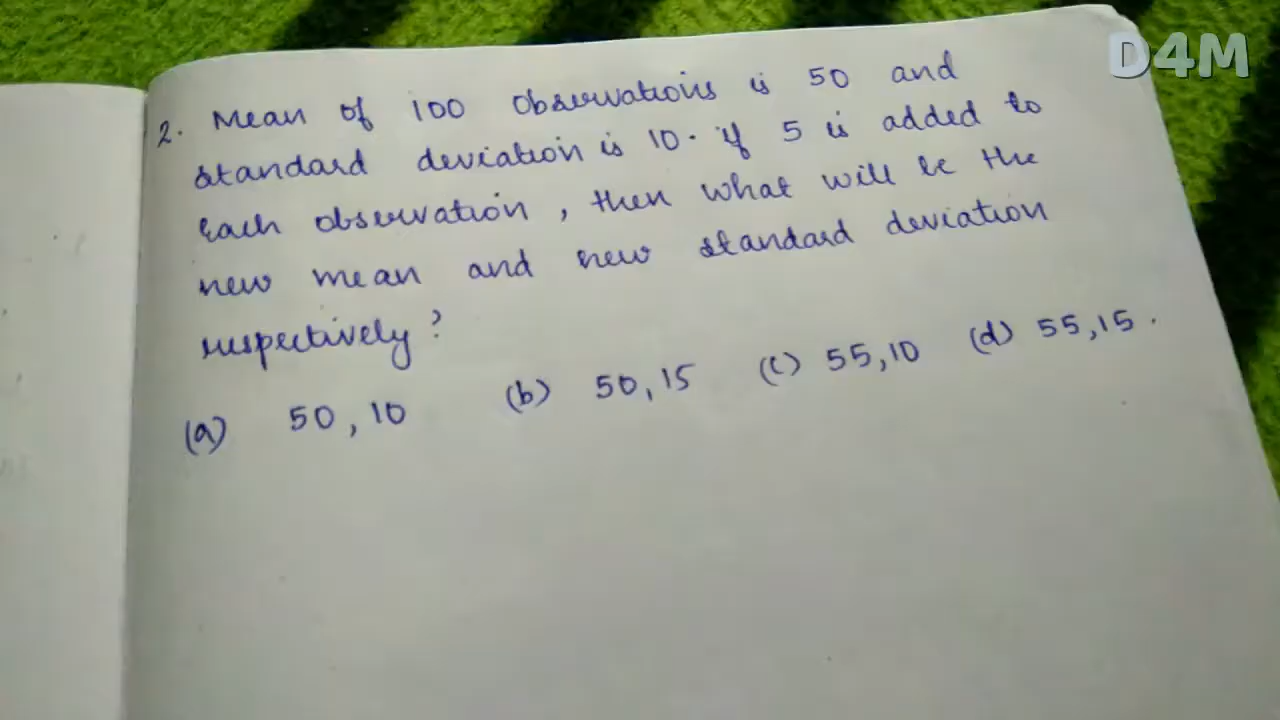 D4M
2. Mean of 100 observations is 50 and
standard deviation is 10. if 5 is added to
each observation, then what will be the
new mean and new standard deviation
respectively?
(a) 50, 10 (b) 50, 15 (c) 55, 10 (d) 55, 15.